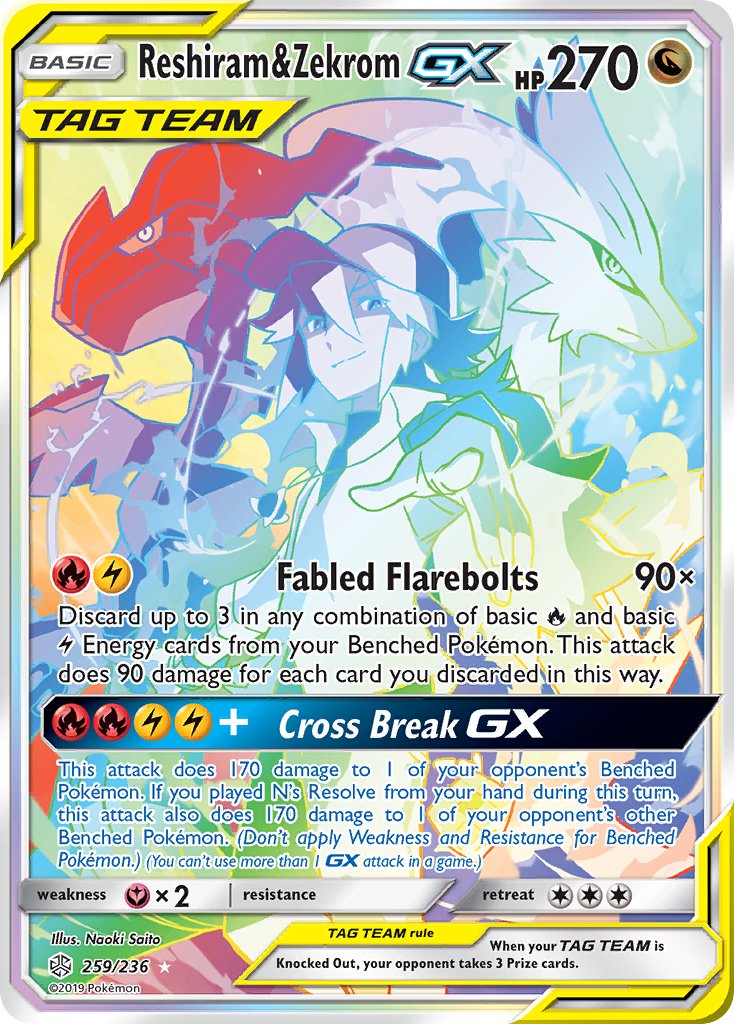 BASIC Reshiram&Zekrom GX HP270
TAG TEAM
Fabled Flarebolts 90×
Discard up to 3 in any combination of basic and basic
Energy cards from your Benched Pokémon. This attack
does 90 damage for each card you discarded in this way.
+ Cross Break GX
This attack does 170 damage to 1 of your opponent's Benched
Pokémon. If you played N's Resolve from your hand during this turn,
this attack also does 170 damage to 1 of your opponent's other
Benched Pokémon. (Don't apply Weakness and Resistance for Benched
Pokémon.) (You can't use more than 1 GX attack in a game.)
weakness ×2 resistance retreat
Illus. Naoki Saito
259/236
©2019 Pokémon
TAG TEAM rule
When your TAG TEAM is
Knocked Out, your opponent takes 3 Prize cards.